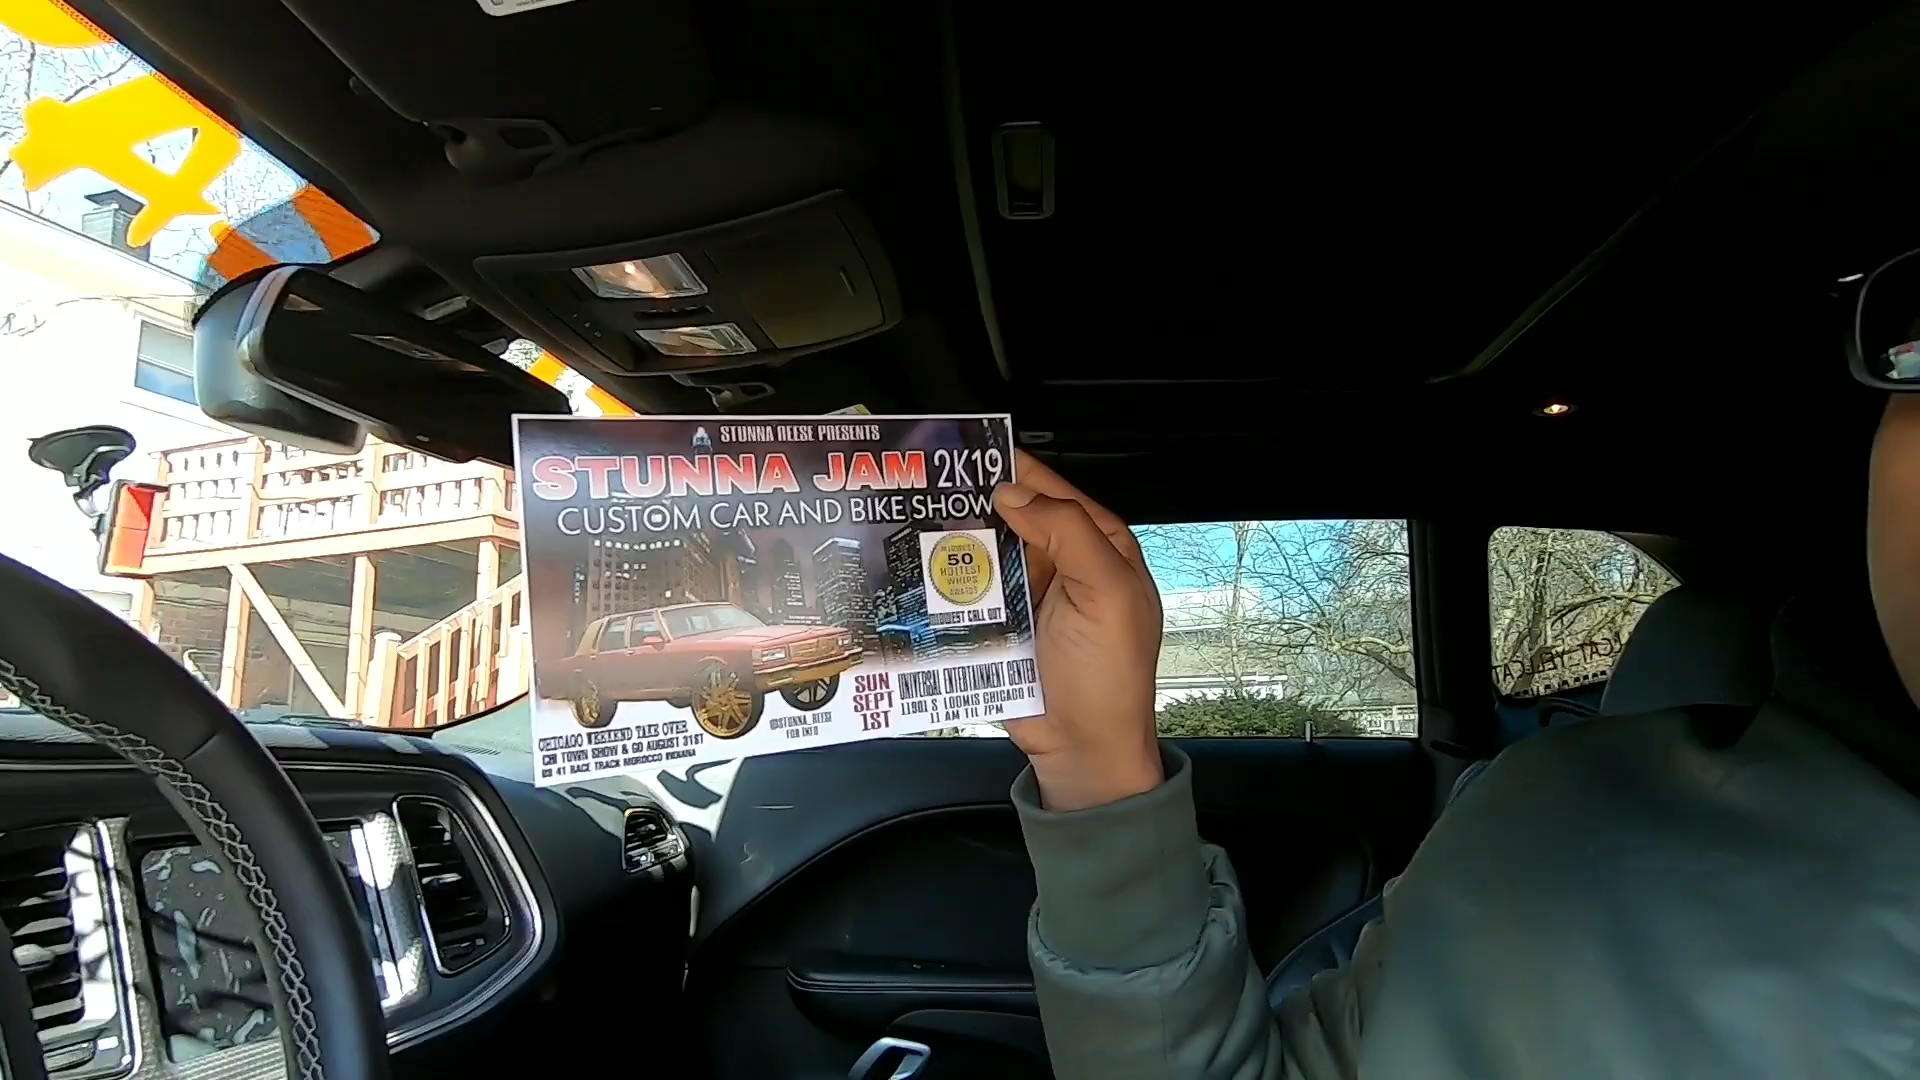 STUNNA REESE PRESENTS
STUNNA JAM 2K19
CUSTOM CAR AND BIKE SHOW
MIDWEST
50
HOTTEST
WHIPS
AWARDS
MIDWEST CALL OUT
SUN
SEPT
1ST
UNIVERSAL ENTERTAINMENT CENTER
11901 S LOOMIS CHICAGO IL
11 AM TIL 7PM
@STUNNA_REESE
FOR INFO
CHICAGO WEEKEND TAKE OVER
CHI TOWN SHOW & GO AUGUST 31ST
US 41 RACE TRACK MOROCCO INDIANA